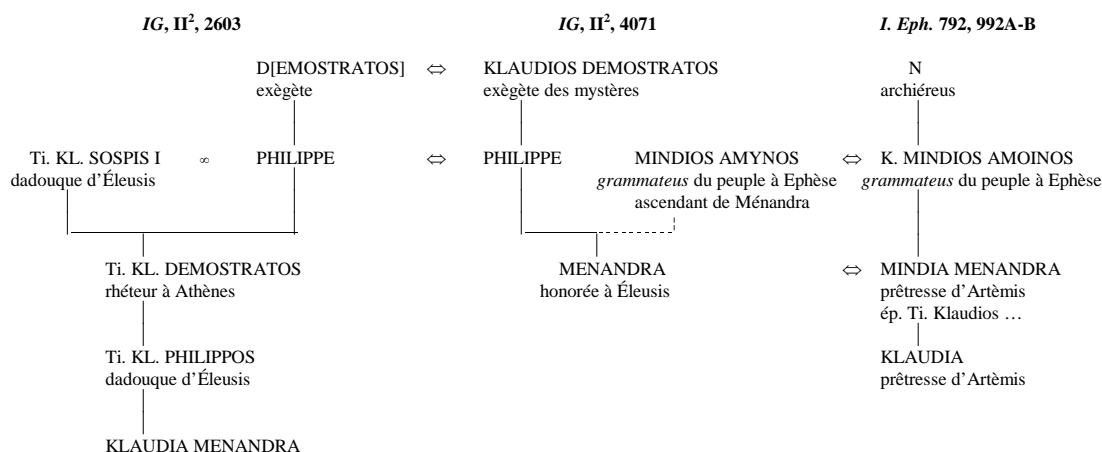 IG, II², 2603 IG, II², 4071 I. Eph. 792, 992A-B
D[EMOSTRATOS] ⇔ KLAUDIOS DEMOSTRATOS N
exègète exègète des mystères archiéreus
Ti. KL. SOSPIS I ∞ PHILIPPE ⇔ PHILIPPE MINDIOS AMYNOS ⇔ K. MINDIOS AMOINOS
dadouque d’Éleusis grammateus du peuple à Ephèse grammateus du peuple à Ephèse
ascendant de Ménandra
Ti. KL. DEMOSTRATOS MENANDRA ⇔ MINDIA MENANDRA
rhéteur à Athènes honorée à Éleusis prêtresse d’Artèmis
ép. Ti. Klaudios …
Ti. KL. PHILIPPOS KLAUDIA
dadouque d’Éleusis prêtresse d’Artèmis
KLAUDIA MENANDRA